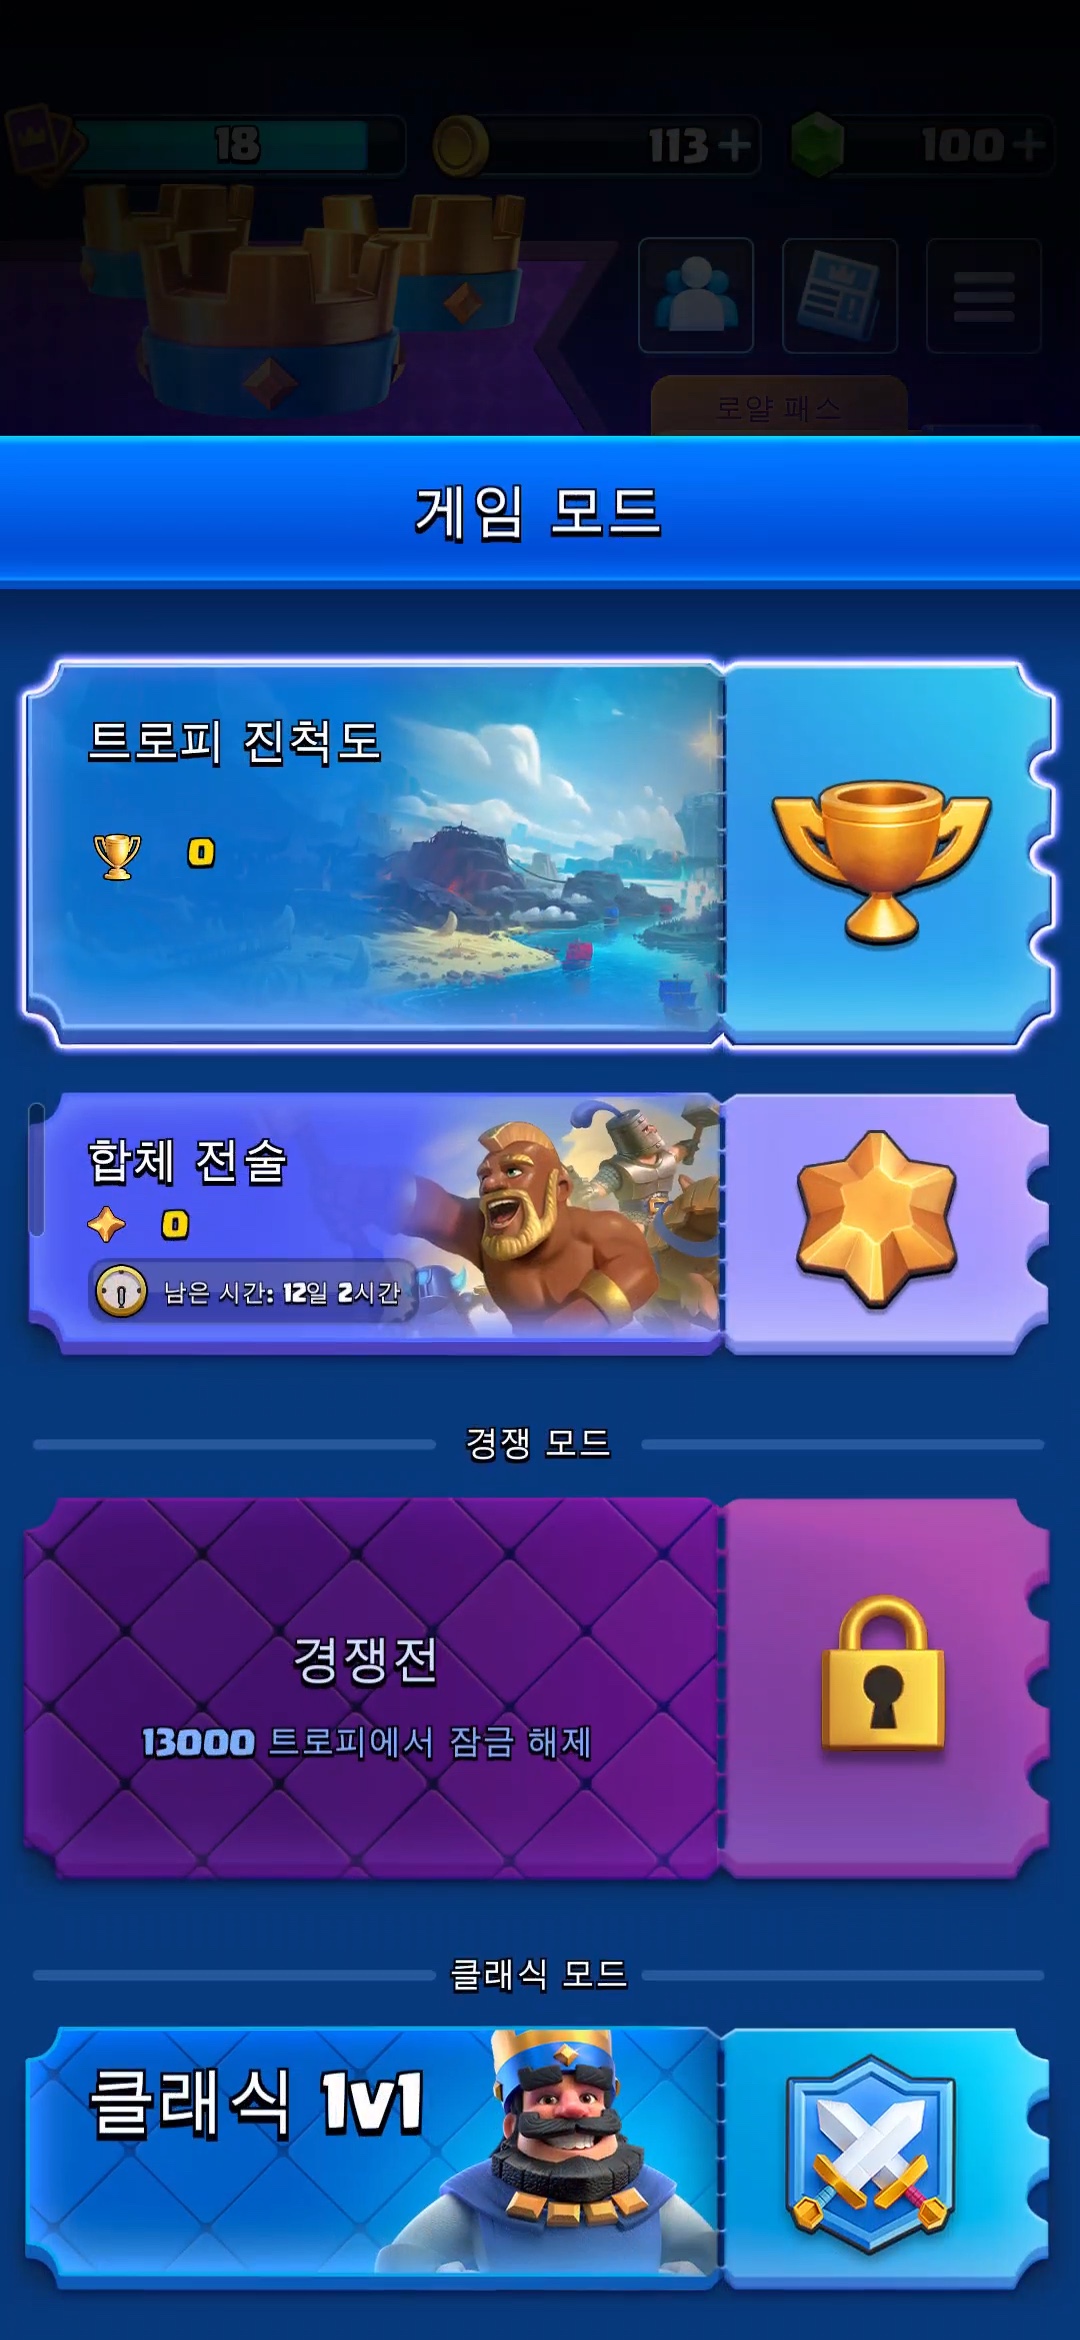 18 113 + 100 +
로얄 패스
게임 모드
트로피 진척도
0
합체 전술
0
남은 시간: 12일 2시간
경쟁 모드
경쟁전
13000 트로피에서 잠금 해제
클래식 모드
클래식 1v1